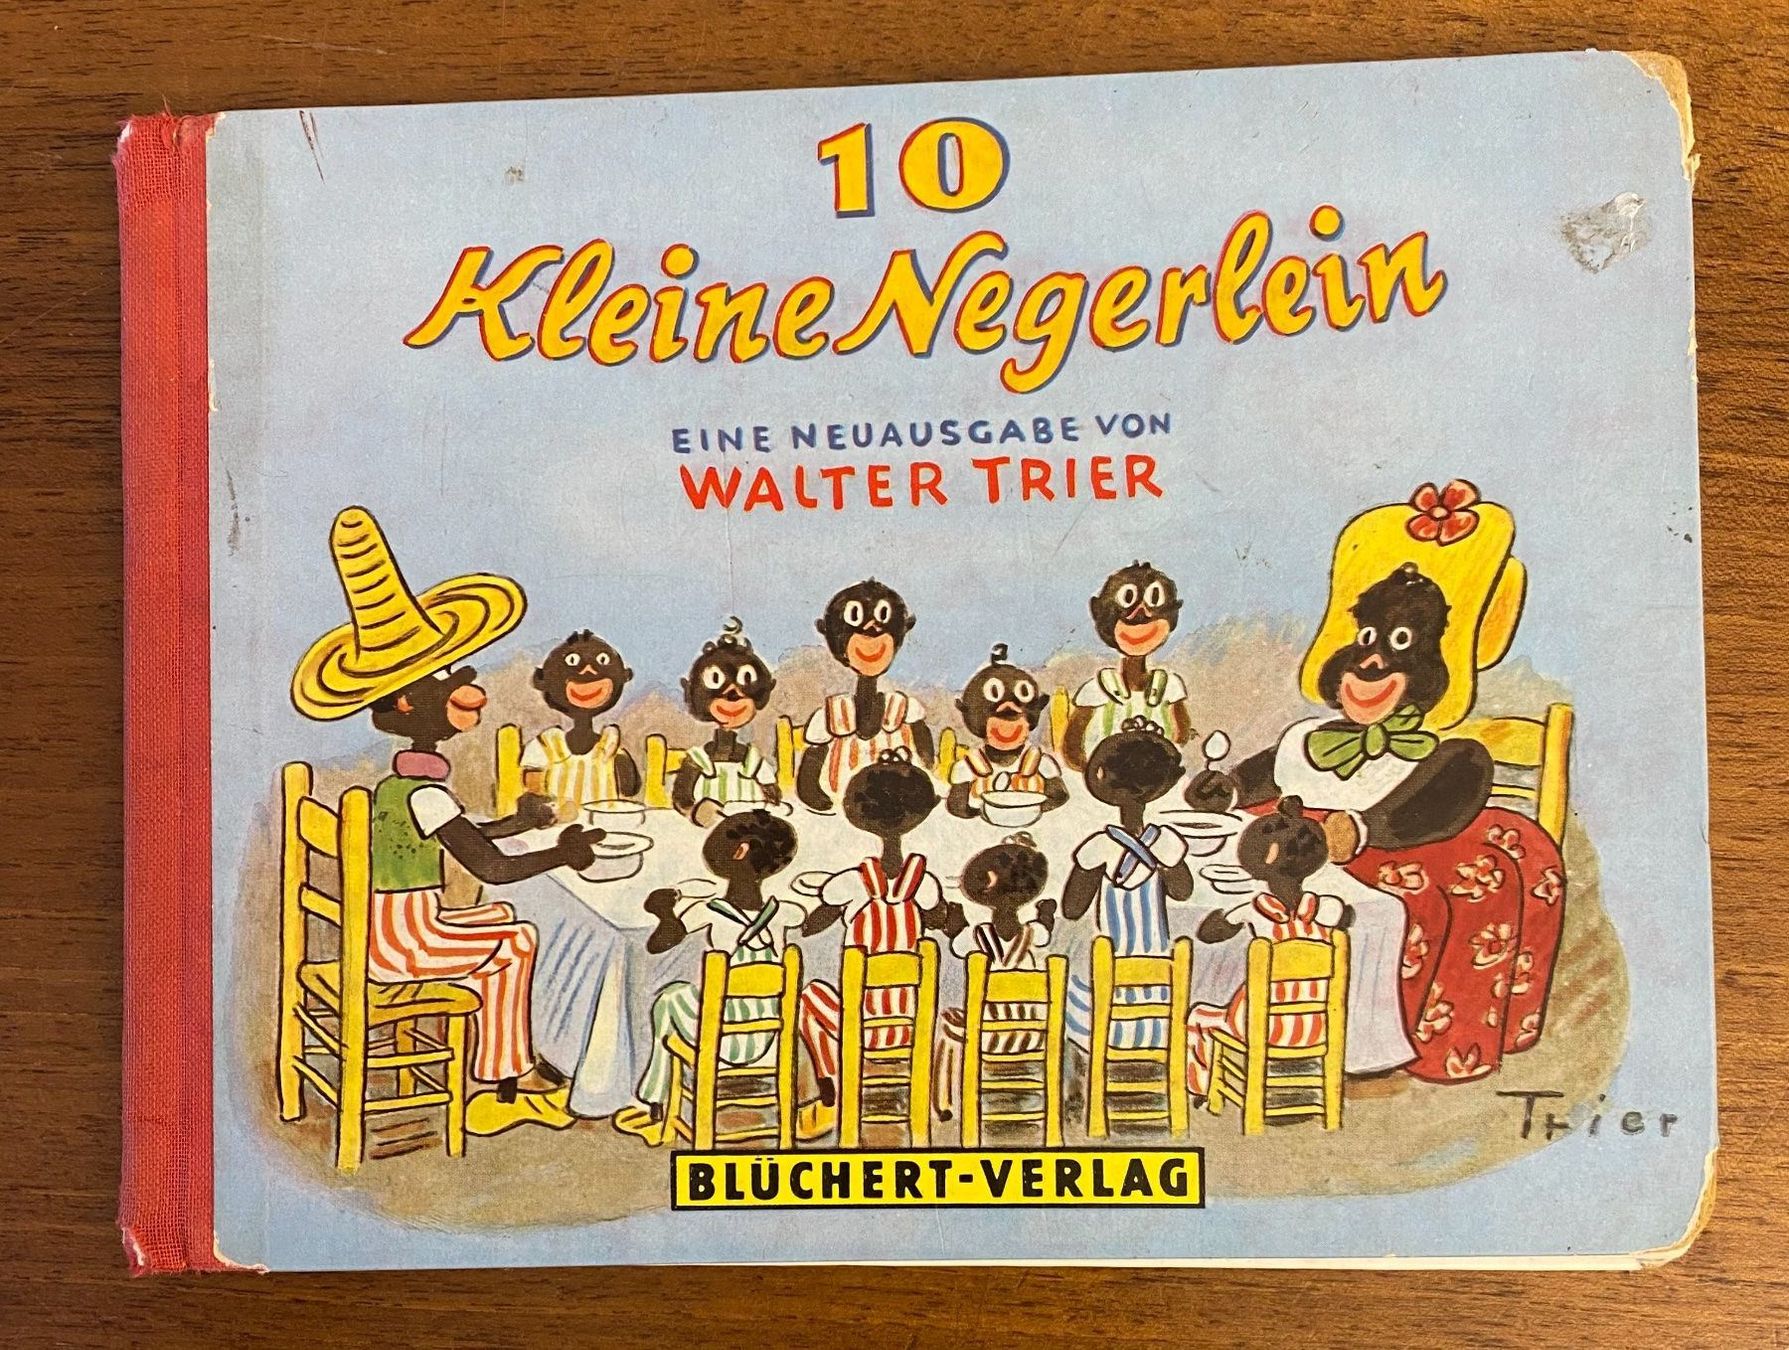 10
Kleine Negerlein
EINE NEUAUSGABE VON
WALTER TRIER
Trier
BLÜCHERT-VERLAG